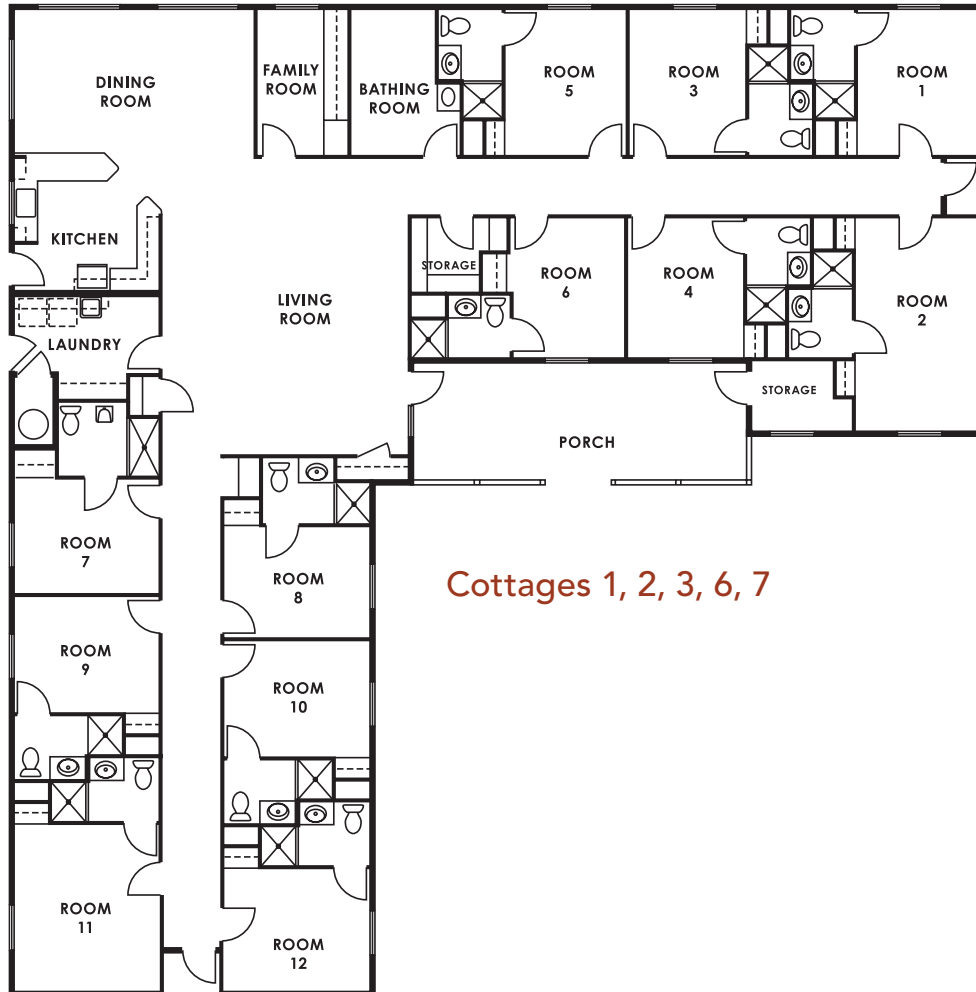 DINING
ROOM
FAMILY
ROOM
BATHING
ROOM
ROOM
5
ROOM
3
ROOM
1
KITCHEN
STORAGE
ROOM
6
ROOM
4
ROOM
2
LIVING
ROOM
LAUNDRY
STORAGE
PORCH
ROOM
7
ROOM
8
Cottages 1, 2, 3, 6, 7
ROOM
9
ROOM
10
ROOM
11
ROOM
12